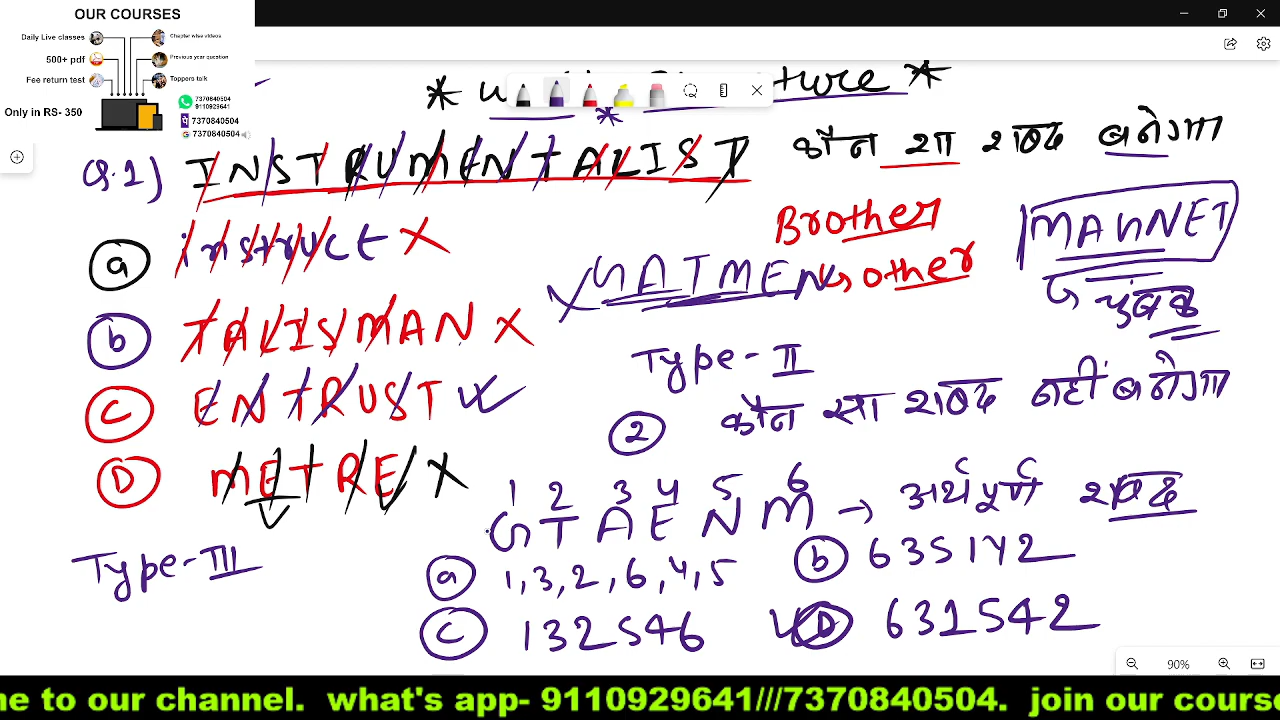 OUR COURSES
Daily Live classes
Chapter wise videos
500+ pdf
Previous year question
Fee return test
Toppers talk
Only in RS- 350
7370840504
9110929641
7370840504
7370840504
Q.1) INSTRUMENTALIST कौन सा शब्द बनेगा
a instruct
b TALISMAN
C ENTRUST
D METRE
Brother
other
GATMEN
MAGNET
चुंबक
Type-II
2 कौन सा शब्द नहीं बनेगा
1 2 3 4 5 6
G T A E N M → अर्थपूर्ण शब्द
a 1,3,2,6,4,5
b 635142
C 132546
D 631542
Type-III
90%
ne to our channel. what's app- 9110929641///7370840504. join our course